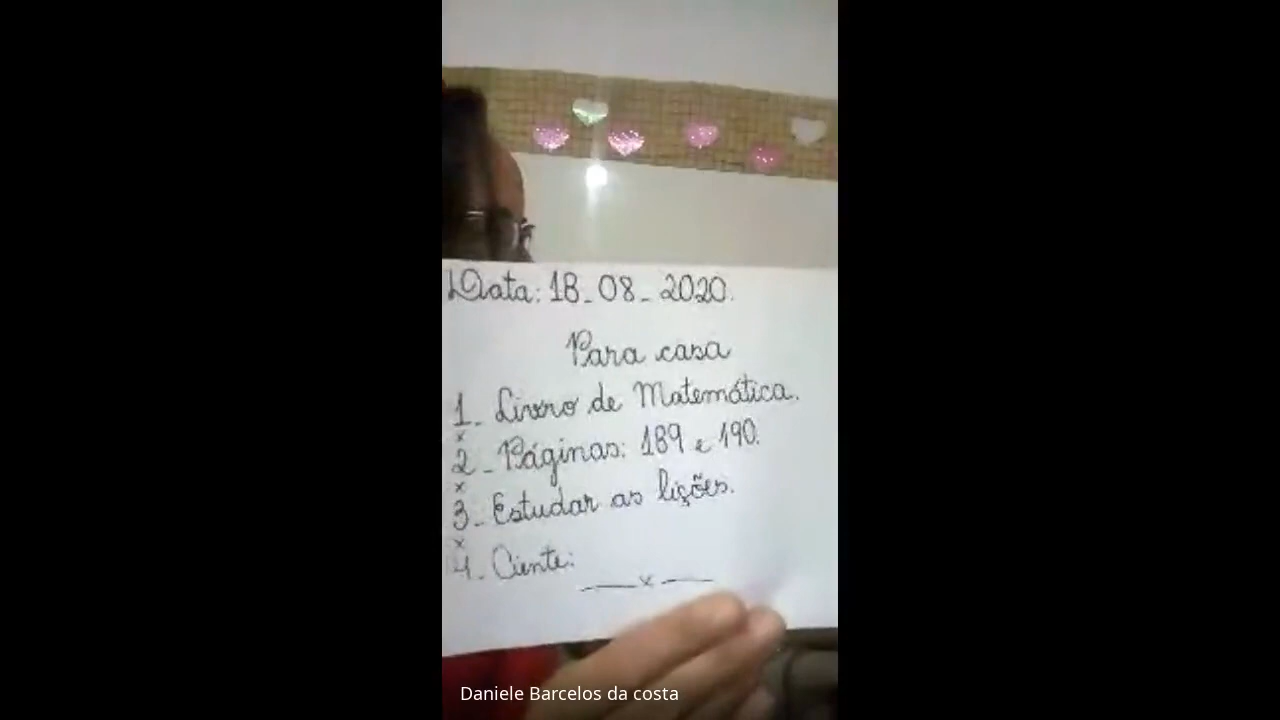 Data: 18-08-2020.
Para casa
1- Livro de Matemática.
x
2- Páginas: 189 e 190.
x
3- Estudar as lições.
x
4- Ciente:
——x——
Daniele Barcelos da costa